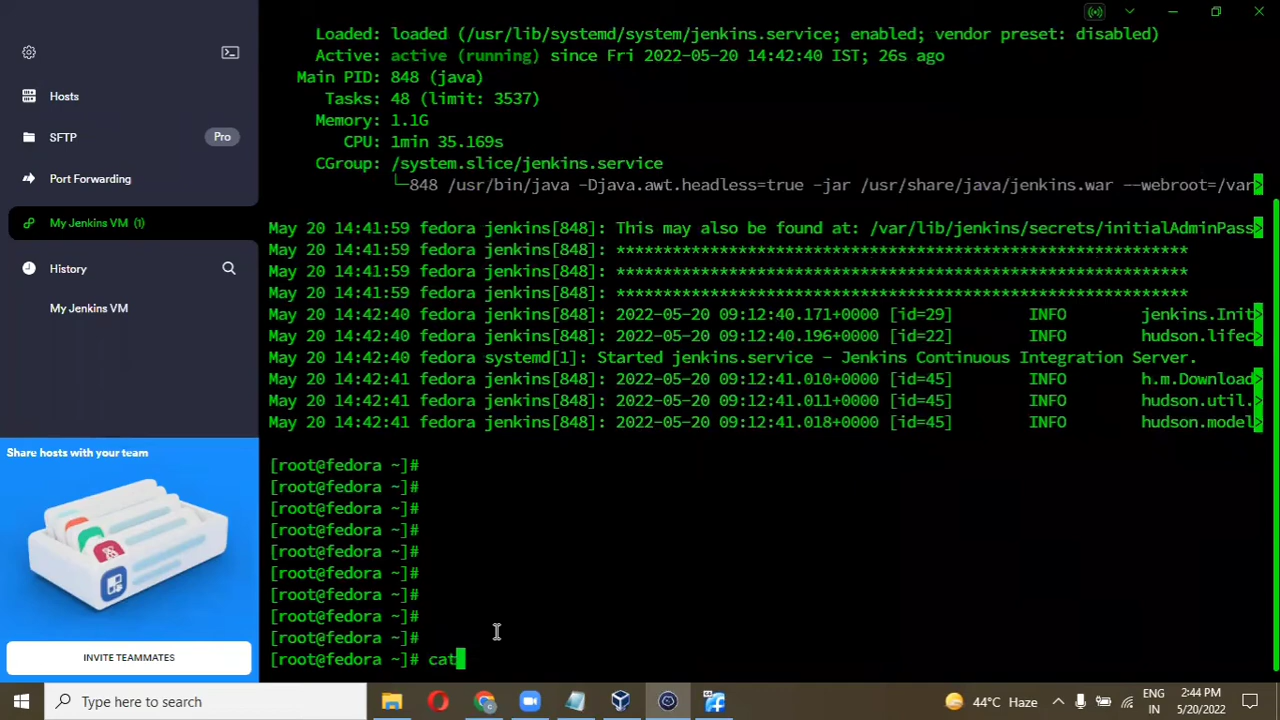 Hosts
SFTP
Pro
Port Forwarding
My Jenkins VM (1)
History
My Jenkins VM
Share hosts with your team
INVITE TEAMMATES
Loaded: loaded (/usr/lib/systemd/system/jenkins.service; enabled; vendor preset: disabled)
Active: active (running) since Fri 2022-05-20 14:42:40 IST; 26s ago
Main PID: 848 (java)
Tasks: 48 (limit: 3537)
Memory: 1.1G
CPU: 1min 35.169s
CGroup: /system.slice/jenkins.service
└─848 /usr/bin/java -Djava.awt.headless=true -jar /usr/share/java/jenkins.war --webroot=/var>
May 20 14:41:59 fedora jenkins[848]: This may also be found at: /var/lib/jenkins/secrets/initialAdminPass>
May 20 14:41:59 fedora jenkins[848]: *************************************************************
May 20 14:41:59 fedora jenkins[848]: *************************************************************
May 20 14:41:59 fedora jenkins[848]: *************************************************************
May 20 14:42:40 fedora jenkins[848]: 2022-05-20 09:12:40.171+0000 [id=29] INFO jenkins.Init>
May 20 14:42:40 fedora jenkins[848]: 2022-05-20 09:12:40.196+0000 [id=22] INFO hudson.lifec>
May 20 14:42:40 fedora systemd[1]: Started jenkins.service - Jenkins Continuous Integration Server.
May 20 14:42:41 fedora jenkins[848]: 2022-05-20 09:12:41.010+0000 [id=45] INFO h.m.Download>
May 20 14:42:41 fedora jenkins[848]: 2022-05-20 09:12:41.011+0000 [id=45] INFO hudson.util.>
May 20 14:42:41 fedora jenkins[848]: 2022-05-20 09:12:41.018+0000 [id=45] INFO hudson.model>
[root@fedora ~]#
[root@fedora ~]#
[root@fedora ~]#
[root@fedora ~]#
[root@fedora ~]#
[root@fedora ~]#
[root@fedora ~]#
[root@fedora ~]#
[root@fedora ~]#
[root@fedora ~]# cat
Type here to search
44°C Haze
ENG
IN
2:44 PM
5/20/2022